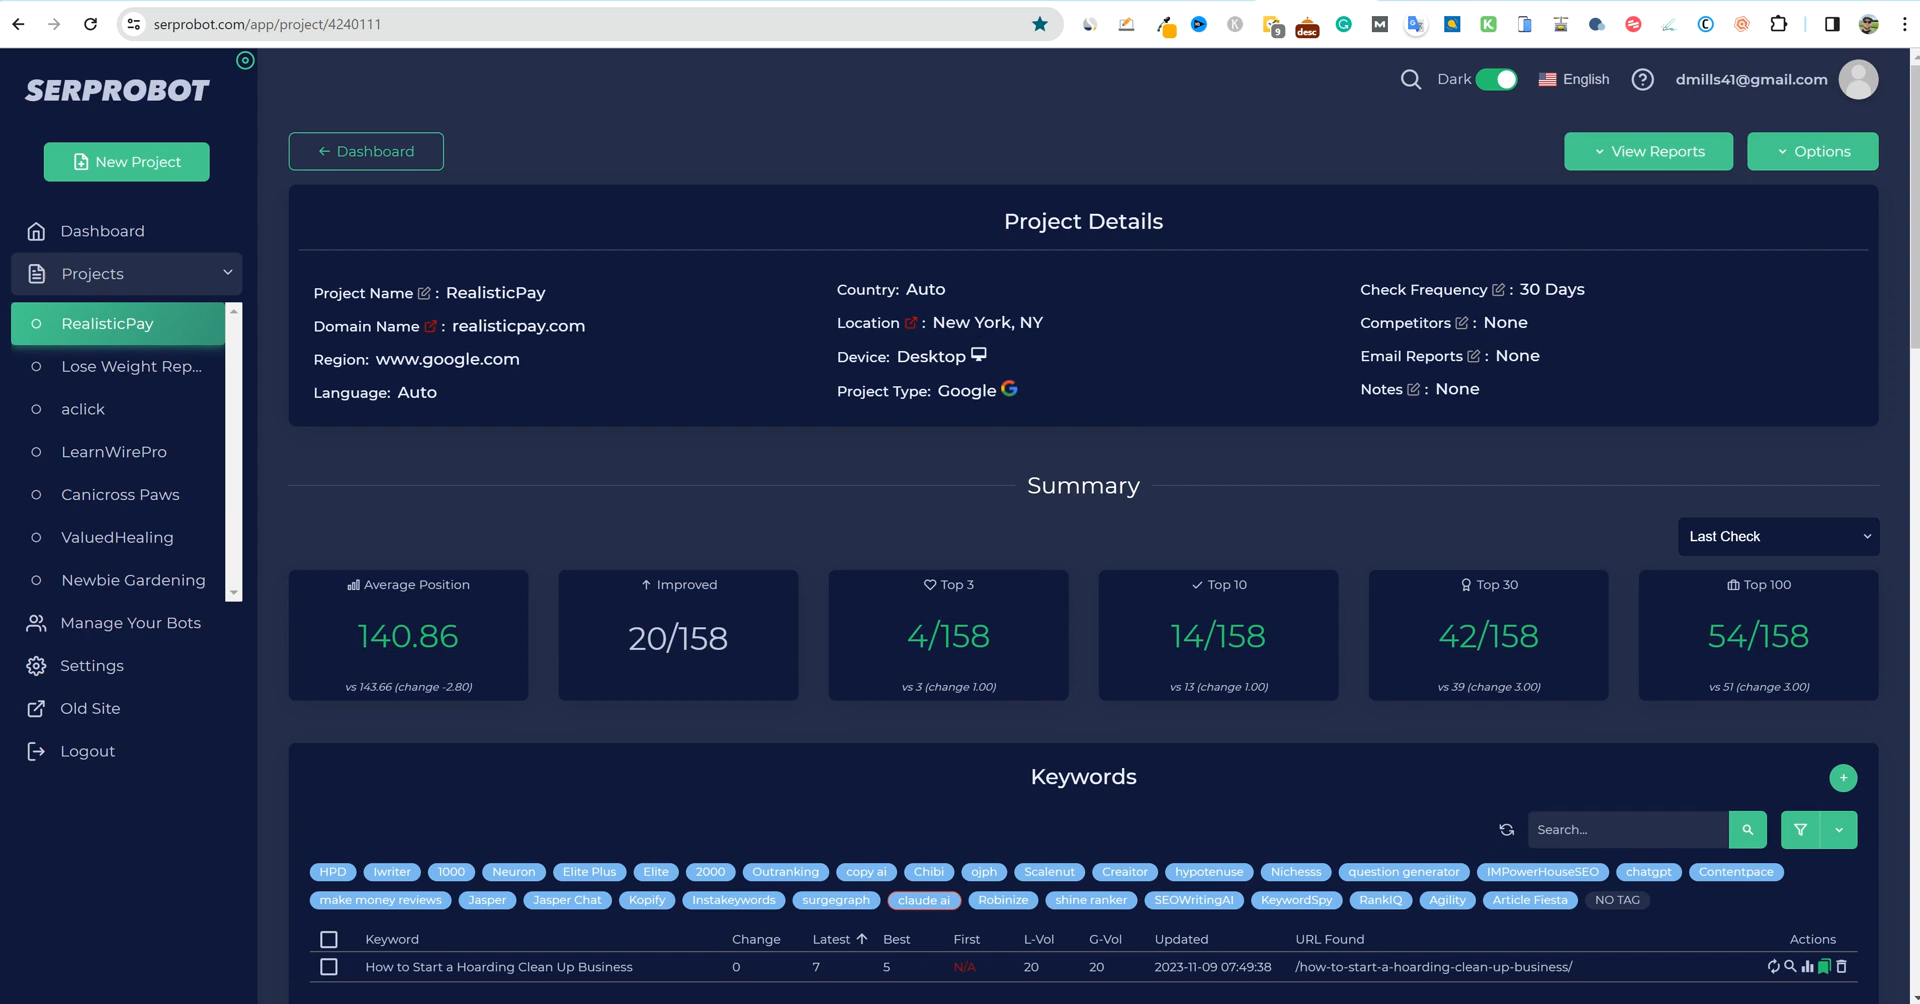 serprobot.com/app/project/4240111
9
desc
SERPROBOT
Dark
English
dmills41@gmail.com
New Project
Dashboard
Projects
RealisticPay
Lose Weight Rep...
aclick
LearnWirePro
Canicross Paws
ValuedHealing
Newbie Gardening
Manage Your Bots
Settings
Old Site
Logout
← Dashboard
View Reports
Options
Project Details
Project Name : RealisticPay
Domain Name : realisticpay.com
Region: www.google.com
Language: Auto
Country: Auto
Location : New York, NY
Device: Desktop
Project Type: Google
Check Frequency : 30 Days
Competitors : None
Email Reports : None
Notes : None
Summary
Last Check
Average Position
140.86
vs 143.66 (change -2.80)
Improved
20/158
Top 3
4/158
vs 3 (change 1.00)
Top 10
14/158
vs 13 (change 1.00)
Top 30
42/158
vs 39 (change 3.00)
Top 100
54/158
vs 51 (change 3.00)
Keywords
Search...
HPD Iwriter 1000 Neuron Elite Plus Elite 2000 Outranking copy ai Chibi ojph Scalenut Creaitor hypotenuse Nichesss question generator IMPowerHouseSEO chatgpt Contentpace
make money reviews Jasper Jasper Chat Kopify Instakeywords surgegraph claude ai Robinize shine ranker SEOWritingAI KeywordSpy RankIQ Agility Article Fiesta NO TAG
Keyword Change Latest ↑ Best First L-Vol G-Vol Updated URL Found Actions
How to Start a Hoarding Clean Up Business 0 7 5 N/A 20 20 2023-11-09 07:49:38 /how-to-start-a-hoarding-clean-up-business/